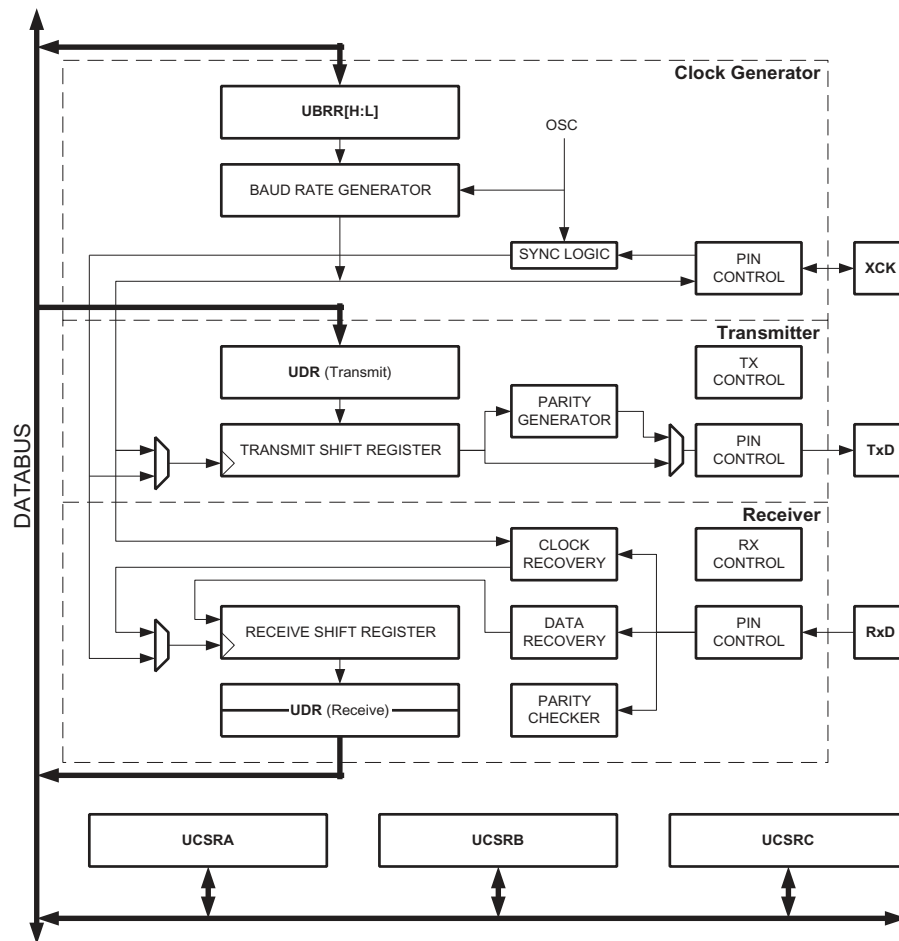 Clock Generator
UBRR[H:L]
OSC
BAUD RATE GENERATOR
SYNC LOGIC
PIN
CONTROL
XCK
Transmitter
TX
CONTROL
UDR (Transmit)
PARITY
GENERATOR
TRANSMIT SHIFT REGISTER
PIN
CONTROL
TxD
DATABUS
Receiver
CLOCK
RECOVERY
RX
CONTROL
RECEIVE SHIFT REGISTER
DATA
RECOVERY
PIN
CONTROL
RxD
UDR (Receive)
PARITY
CHECKER
UCSRA
UCSRB
UCSRC